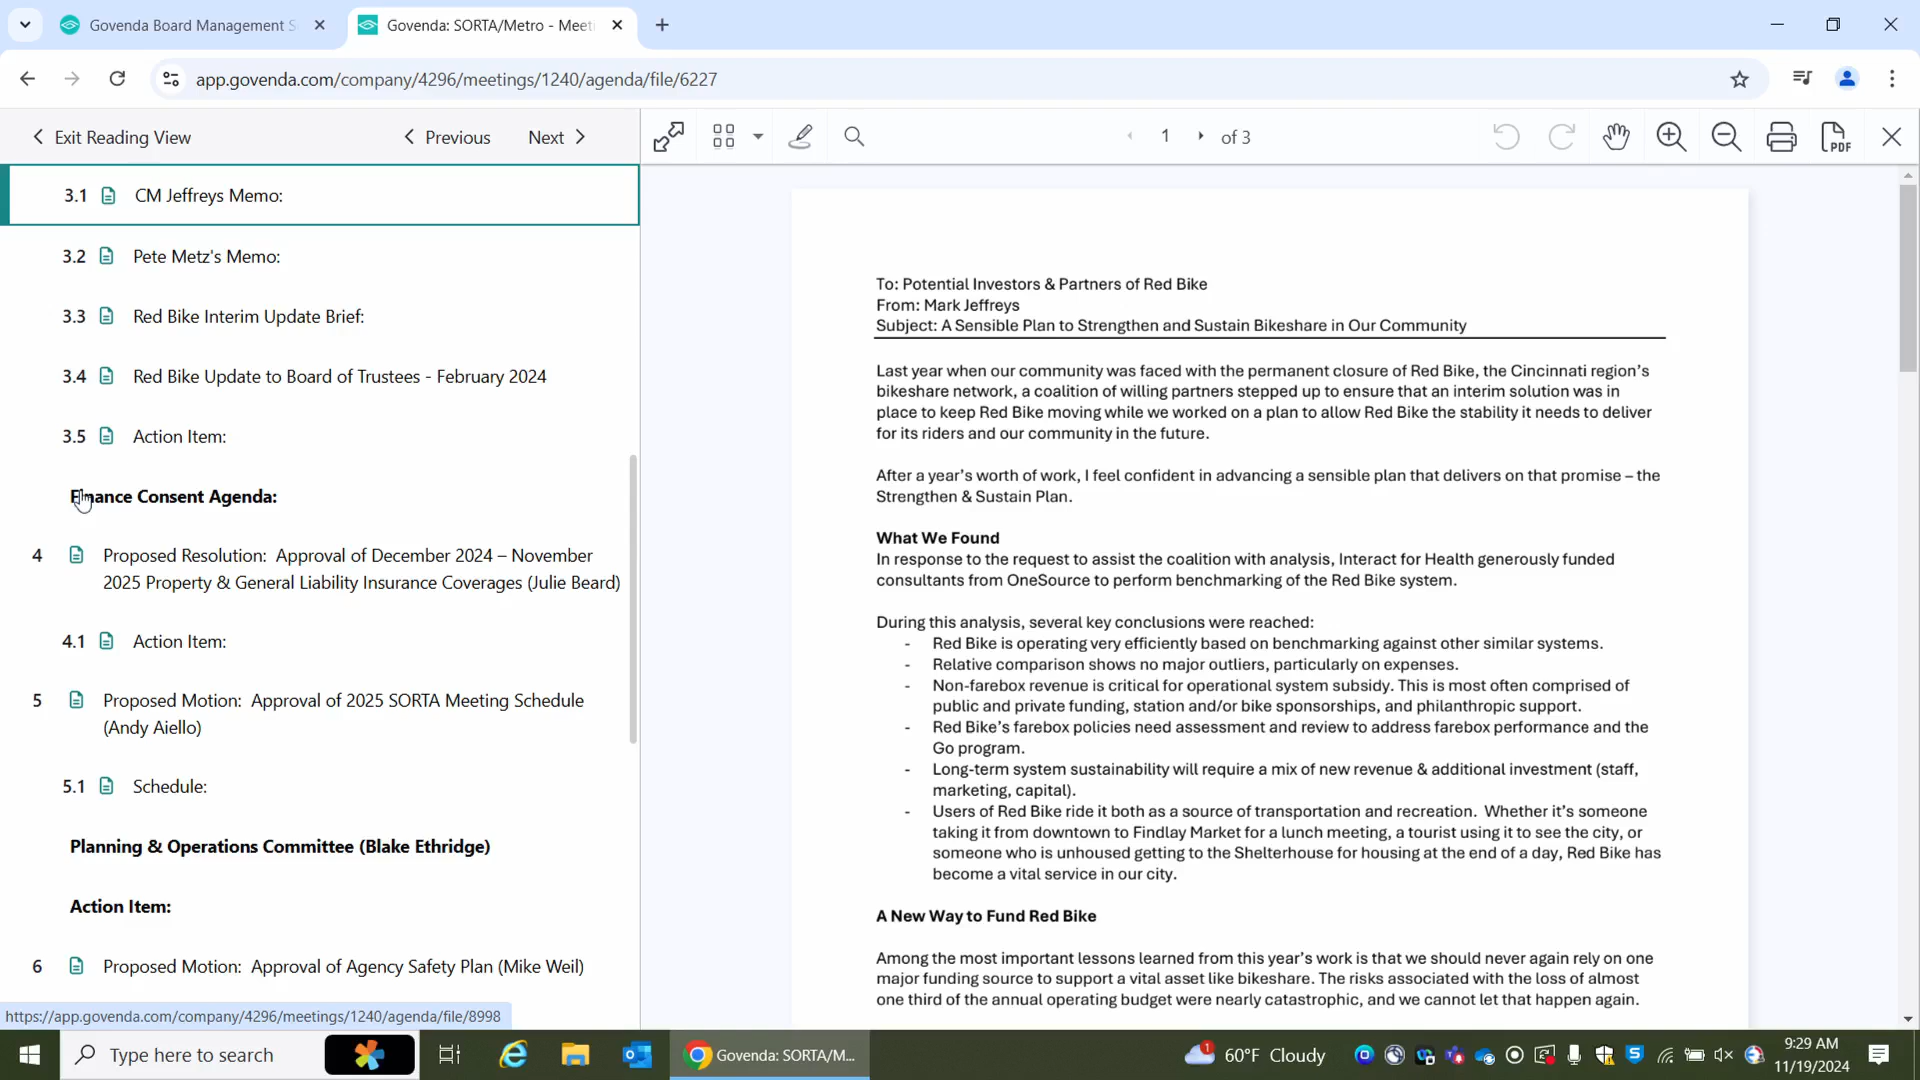 Govenda Board Management S
Govenda: SORTA/Metro - Meeti
app.govenda.com/company/4296/meetings/1240/agenda/file/6227
Exit Reading View
Previous
Next
1
of 3
PDF
3.1 CM Jeffreys Memo:
3.2 Pete Metz's Memo:
3.3 Red Bike Interim Update Brief:
3.4 Red Bike Update to Board of Trustees - February 2024
3.5 Action Item:
Finance Consent Agenda:
4 Proposed Resolution: Approval of December 2024 – November
2025 Property & General Liability Insurance Coverages (Julie Beard)
4.1 Action Item:
5 Proposed Motion: Approval of 2025 SORTA Meeting Schedule
(Andy Aiello)
5.1 Schedule:
Planning & Operations Committee (Blake Ethridge)
Action Item:
6 Proposed Motion: Approval of Agency Safety Plan (Mike Weil)
https://app.govenda.com/company/4296/meetings/1240/agenda/file/8998
To: Potential Investors & Partners of Red Bike
From: Mark Jeffreys
Subject: A Sensible Plan to Strengthen and Sustain Bikeshare in Our Community
Last year when our community was faced with the permanent closure of Red Bike, the Cincinnati region's
bikeshare network, a coalition of willing partners stepped up to ensure that an interim solution was in
place to keep Red Bike moving while we worked on a plan to allow Red Bike the stability it needs to deliver
for its riders and our community in the future.
After a year's worth of work, I feel confident in advancing a sensible plan that delivers on that promise – the
Strengthen & Sustain Plan.
What We Found
In response to the request to assist the coalition with analysis, Interact for Health generously funded
consultants from OneSource to perform benchmarking of the Red Bike system.
During this analysis, several key conclusions were reached:
- Red Bike is operating very efficiently based on benchmarking against other similar systems.
- Relative comparison shows no major outliers, particularly on expenses.
- Non-farebox revenue is critical for operational system subsidy. This is most often comprised of
public and private funding, station and/or bike sponsorships, and philanthropic support.
- Red Bike's farebox policies need assessment and review to address farebox performance and the
Go program.
- Long-term system sustainability will require a mix of new revenue & additional investment (staff,
marketing, capital).
- Users of Red Bike ride it both as a source of transportation and recreation. Whether it's someone
taking it from downtown to Findlay Market for a lunch meeting, a tourist using it to see the city, or
someone who is unhoused getting to the Shelterhouse for housing at the end of a day, Red Bike has
become a vital service in our city.
A New Way to Fund Red Bike
Among the most important lessons learned from this year's work is that we should never again rely on one
major funding source to support a vital asset like bikeshare. The risks associated with the loss of almost
one third of the annual operating budget were nearly catastrophic, and we cannot let that happen again.
Type here to search
Govenda: SORTA/M...
1
60°F Cloudy
9:29 AM
11/19/2024